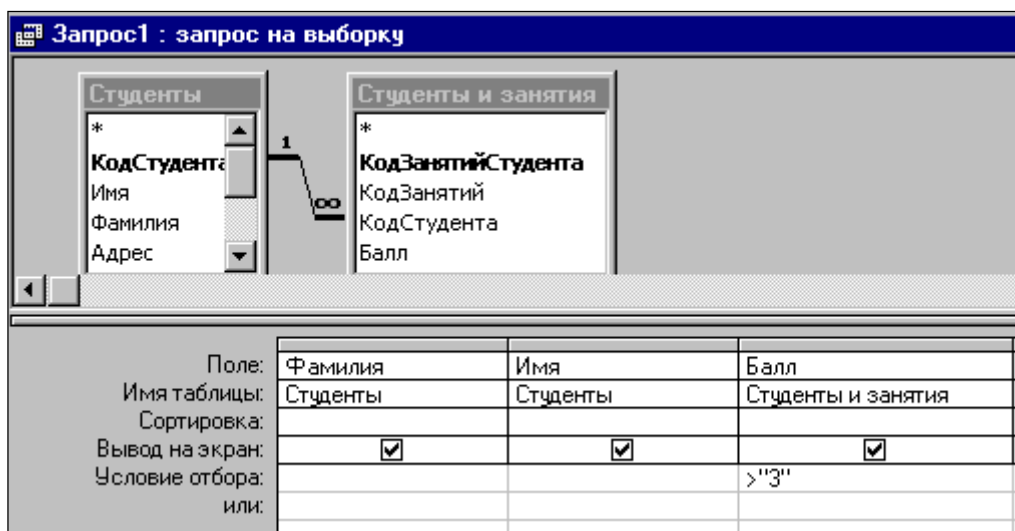 Запрос1 : запрос на выборку
Студенты
*
КодСтудента
Имя
Фамилия
Адрес
1
∞
Студенты и занятия
*
КодЗанятийСтудента
КодЗанятий
КодСтудента
Балл
Поле: Фамилия Имя Балл
Имя таблицы: Студенты Студенты Студенты и занятия
Сортировка:
Вывод на экран:
Условие отбора: >"3"
или: